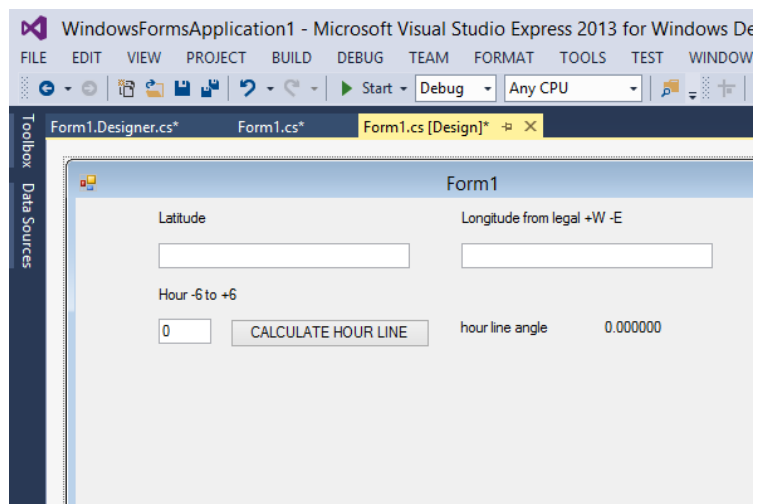 WindowsFormsApplication1 - Microsoft Visual Studio Express 2013 for Windows De
FILE EDIT VIEW PROJECT BUILD DEBUG TEAM FORMAT TOOLS TEST WINDOW
Start Debug Any CPU
Toolbox
Data Sources
Form1.Designer.cs* Form1.cs* Form1.cs [Design]*
Form1
Latitude Longitude from legal +W -E
Hour -6 to +6
0 CALCULATE HOUR LINE hour line angle 0.000000